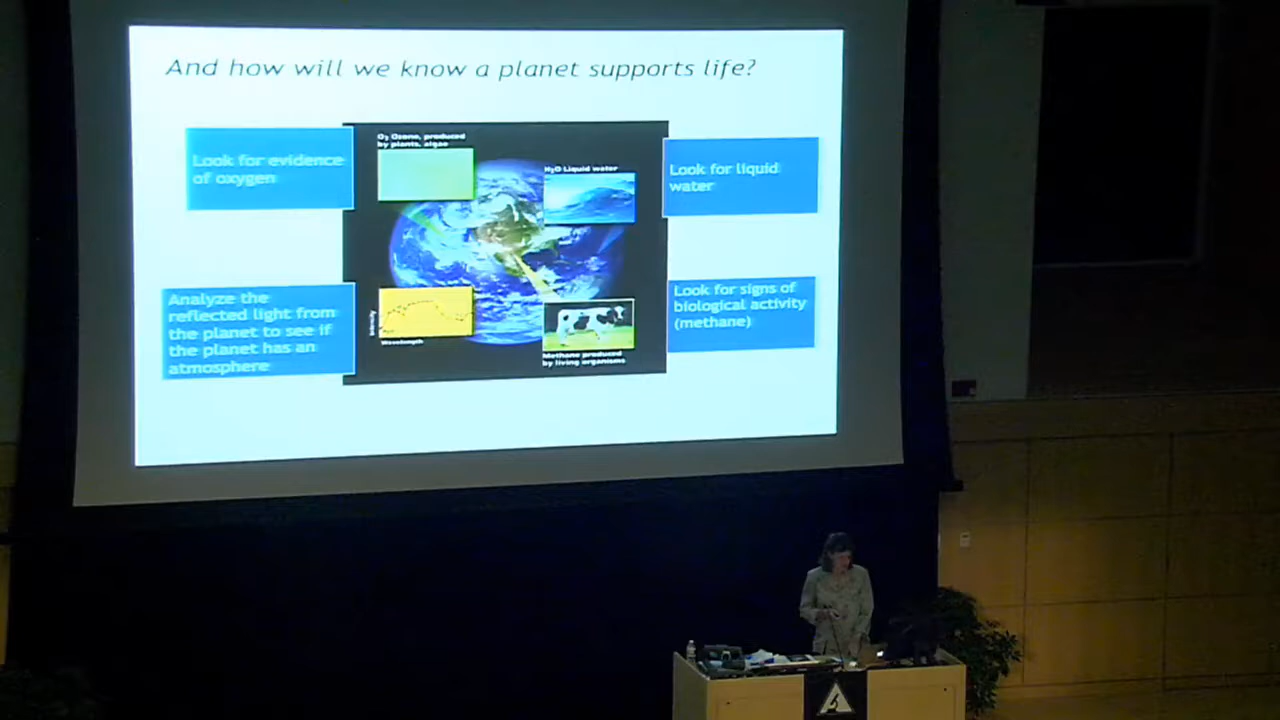 And how will we know a planet supports life?
Look for evidence
of oxygen
O3 Ozone, produced
by plants, algae
H2O Liquid water
Look for liquid
water
Analyze the
reflected light from
the planet to see if
the planet has an
atmosphere
Intensity
Wavelength
Methane produced
by living organisms
Look for signs of
biological activity
(methane)